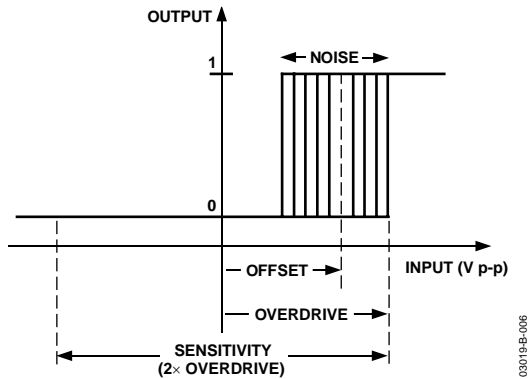 OUTPUT
NOISE
1
0
OFFSET
INPUT (V p-p)
OVERDRIVE
SENSITIVITY
(2× OVERDRIVE)
03019-B-006